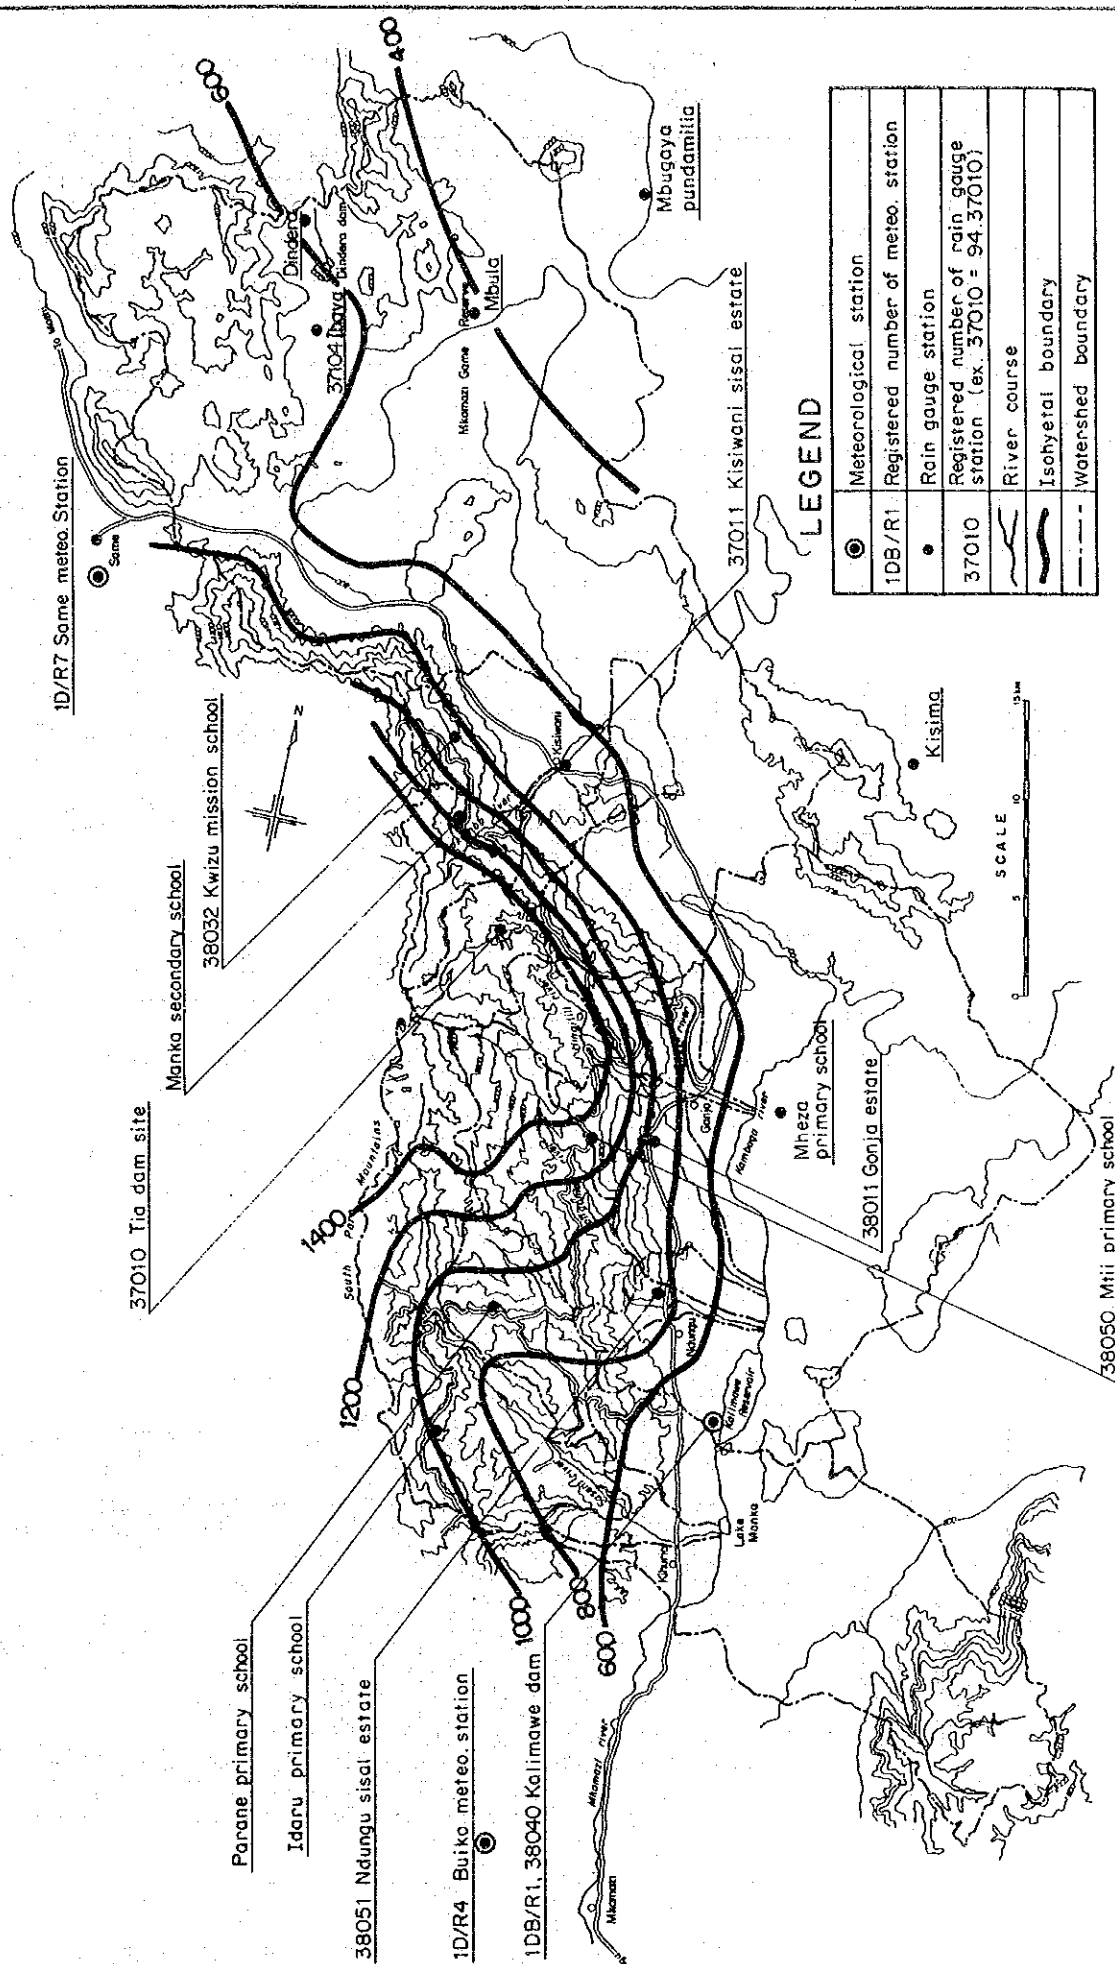 600
400
1D/R7 Same meteo. Station
Same
Dindera
Dindera dam
37104 Ibaya
Mbugaya
pundamilia
Mkomazi Game Reserve
Mbula
38032 Kwizu mission school
Manka secondary school
37010 Tia dam site
N
Kisiwani
37011 Kisiwani sisal estate
Kisima
SCALE
0 5 10 15 km
1400
1200
1000
800
600
South Pare Mountains
Gonja
Kambaga river
Mheza
primary school
38011 Gonja estate
38050 Mtii primary school
Ndungu
Kalimawe
Reservoir
Lake
Manka
Kihurio
Parane primary school
Idaru primary school
38051 Ndungu sisal estate
1D/R4 Buiko meteo. station
1DB/R1, 38040 Kalimawe dam
Mkomazi river
Mkomazi
LEGEND
Meteorological station
1DB/R1 Registered number of meteo. station
Rain gauge station
37010 Registered number of rain gauge
station (ex. 37010 = 94.37010)
River course
Isohyetal boundary
Watershed boundary